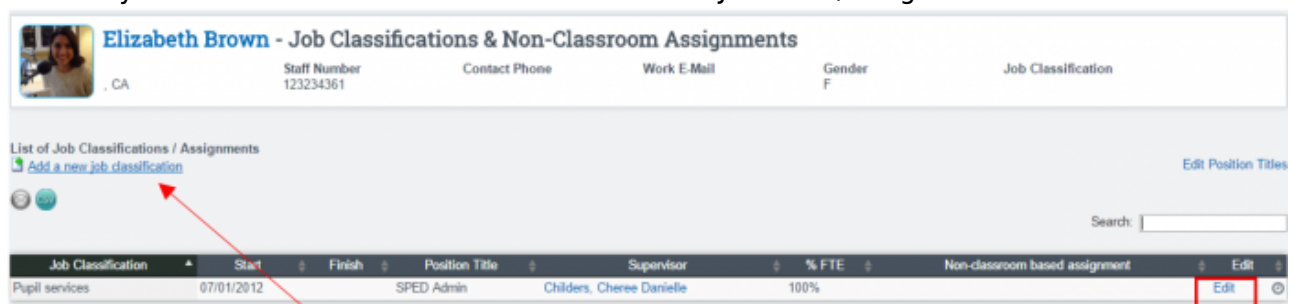 Elizabeth Brown - Job Classifications & Non-Classroom Assignments
Staff Number Contact Phone Work E-Mail Gender Job Classification
, CA 123234361 F
List of Job Classifications / Assignments
Add a new job classification Edit Position Titles
CSV
Search:
Job Classification Start Finish Position Title Supervisor % FTE Non-classroom based assignment Edit
Pupil services 07/01/2012 SPED Admin Childers, Cheree Danielle 100% Edit